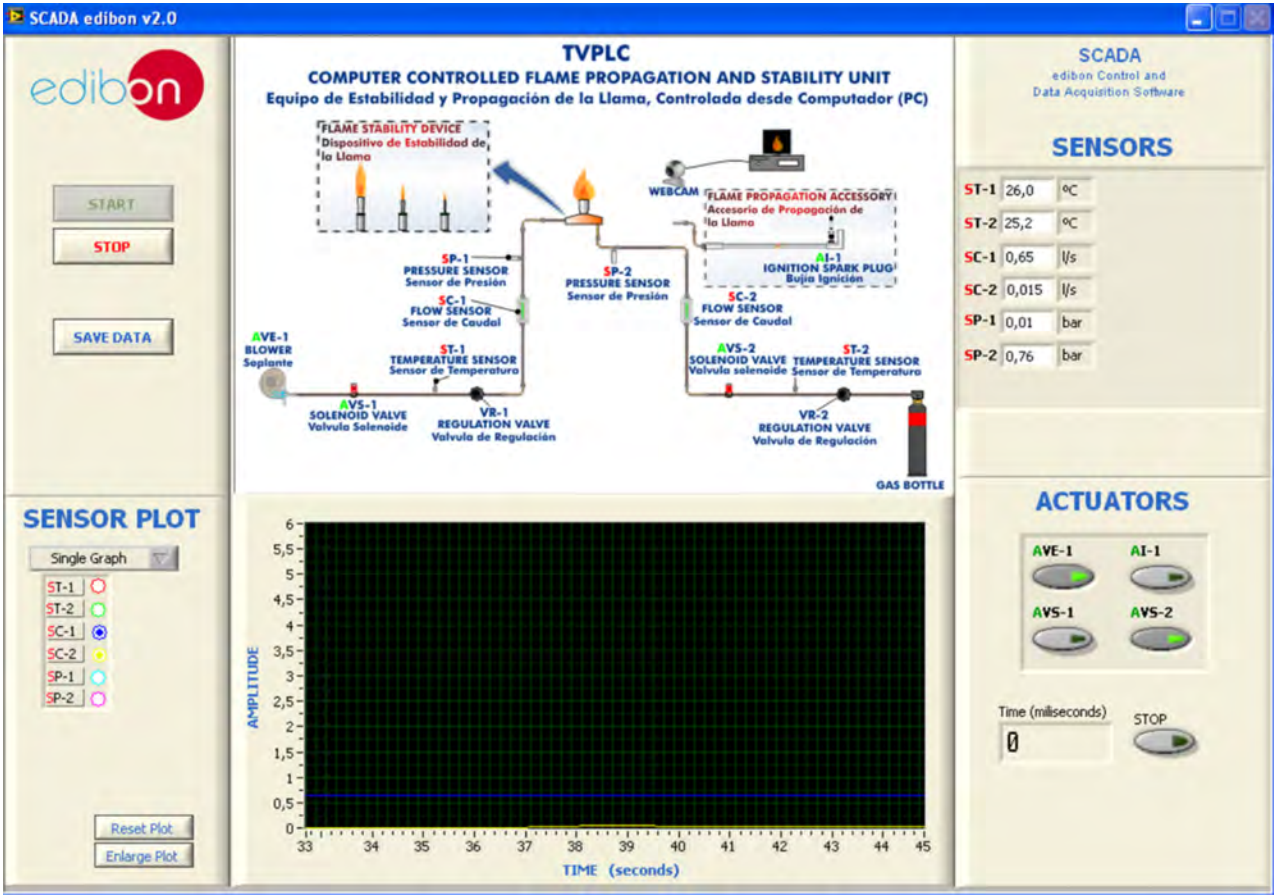 SCADA edibon v2.0
edibon
START
STOP
SAVE DATA
TVPLC
COMPUTER CONTROLLED FLAME PROPAGATION AND STABILITY UNIT
Equipo de Estabilidad y Propagación de la Llama, Controlada desde Computador (PC)
FLAME STABILITY DEVICE
Dispositivo de Estabilidad de
la Llama
WEBCAM
FLAME PROPAGATION ACCESSORY
Accesorio de Propagación de
la Llama
AI-1
IGNITION SPARK PLUG
Bujía Ignición
SP-1
PRESSURE SENSOR
Sensor de Presión
SP-2
PRESSURE SENSOR
Sensor de Presión
SC-1
FLOW SENSOR
Sensor de Caudal
SC-2
FLOW SENSOR
Sensor de Caudal
AVE-1
BLOWER
Soplante
ST-1
TEMPERATURE SENSOR
Sensor de Temperatura
AVS-2
SOLENOID VALVE
Valvula solenoide
ST-2
TEMPERATURE SENSOR
Sensor de Temperatura
AVS-1
SOLENOID VALVE
Valvula Solenoide
VR-1
REGULATION VALVE
Valvula de Regulación
VR-2
REGULATION VALVE
Valvula de Regulación
GAS BOTTLE
SCADA
edibon Control and
Data Acquisition Software
SENSORS
ST-1 26,0 ºC
ST-2 25,2 ºC
SC-1 0,65 l/s
SC-2 0,015 l/s
SP-1 0,01 bar
SP-2 0,76 bar
SENSOR PLOT
Single Graph
ST-1
ST-2
SC-1
SC-2
SP-1
SP-2
Reset Plot
Enlarge Plot
AMPLITUDE
6
5,5
5
4,5
4
3,5
3
2,5
2
1,5
1
0,5
0
33 34 35 36 37 38 39 40 41 42 43 44 45
TIME (seconds)
ACTUATORS
AVE-1 AI-1
AVS-1 AVS-2
Time (miliseconds)
0
STOP